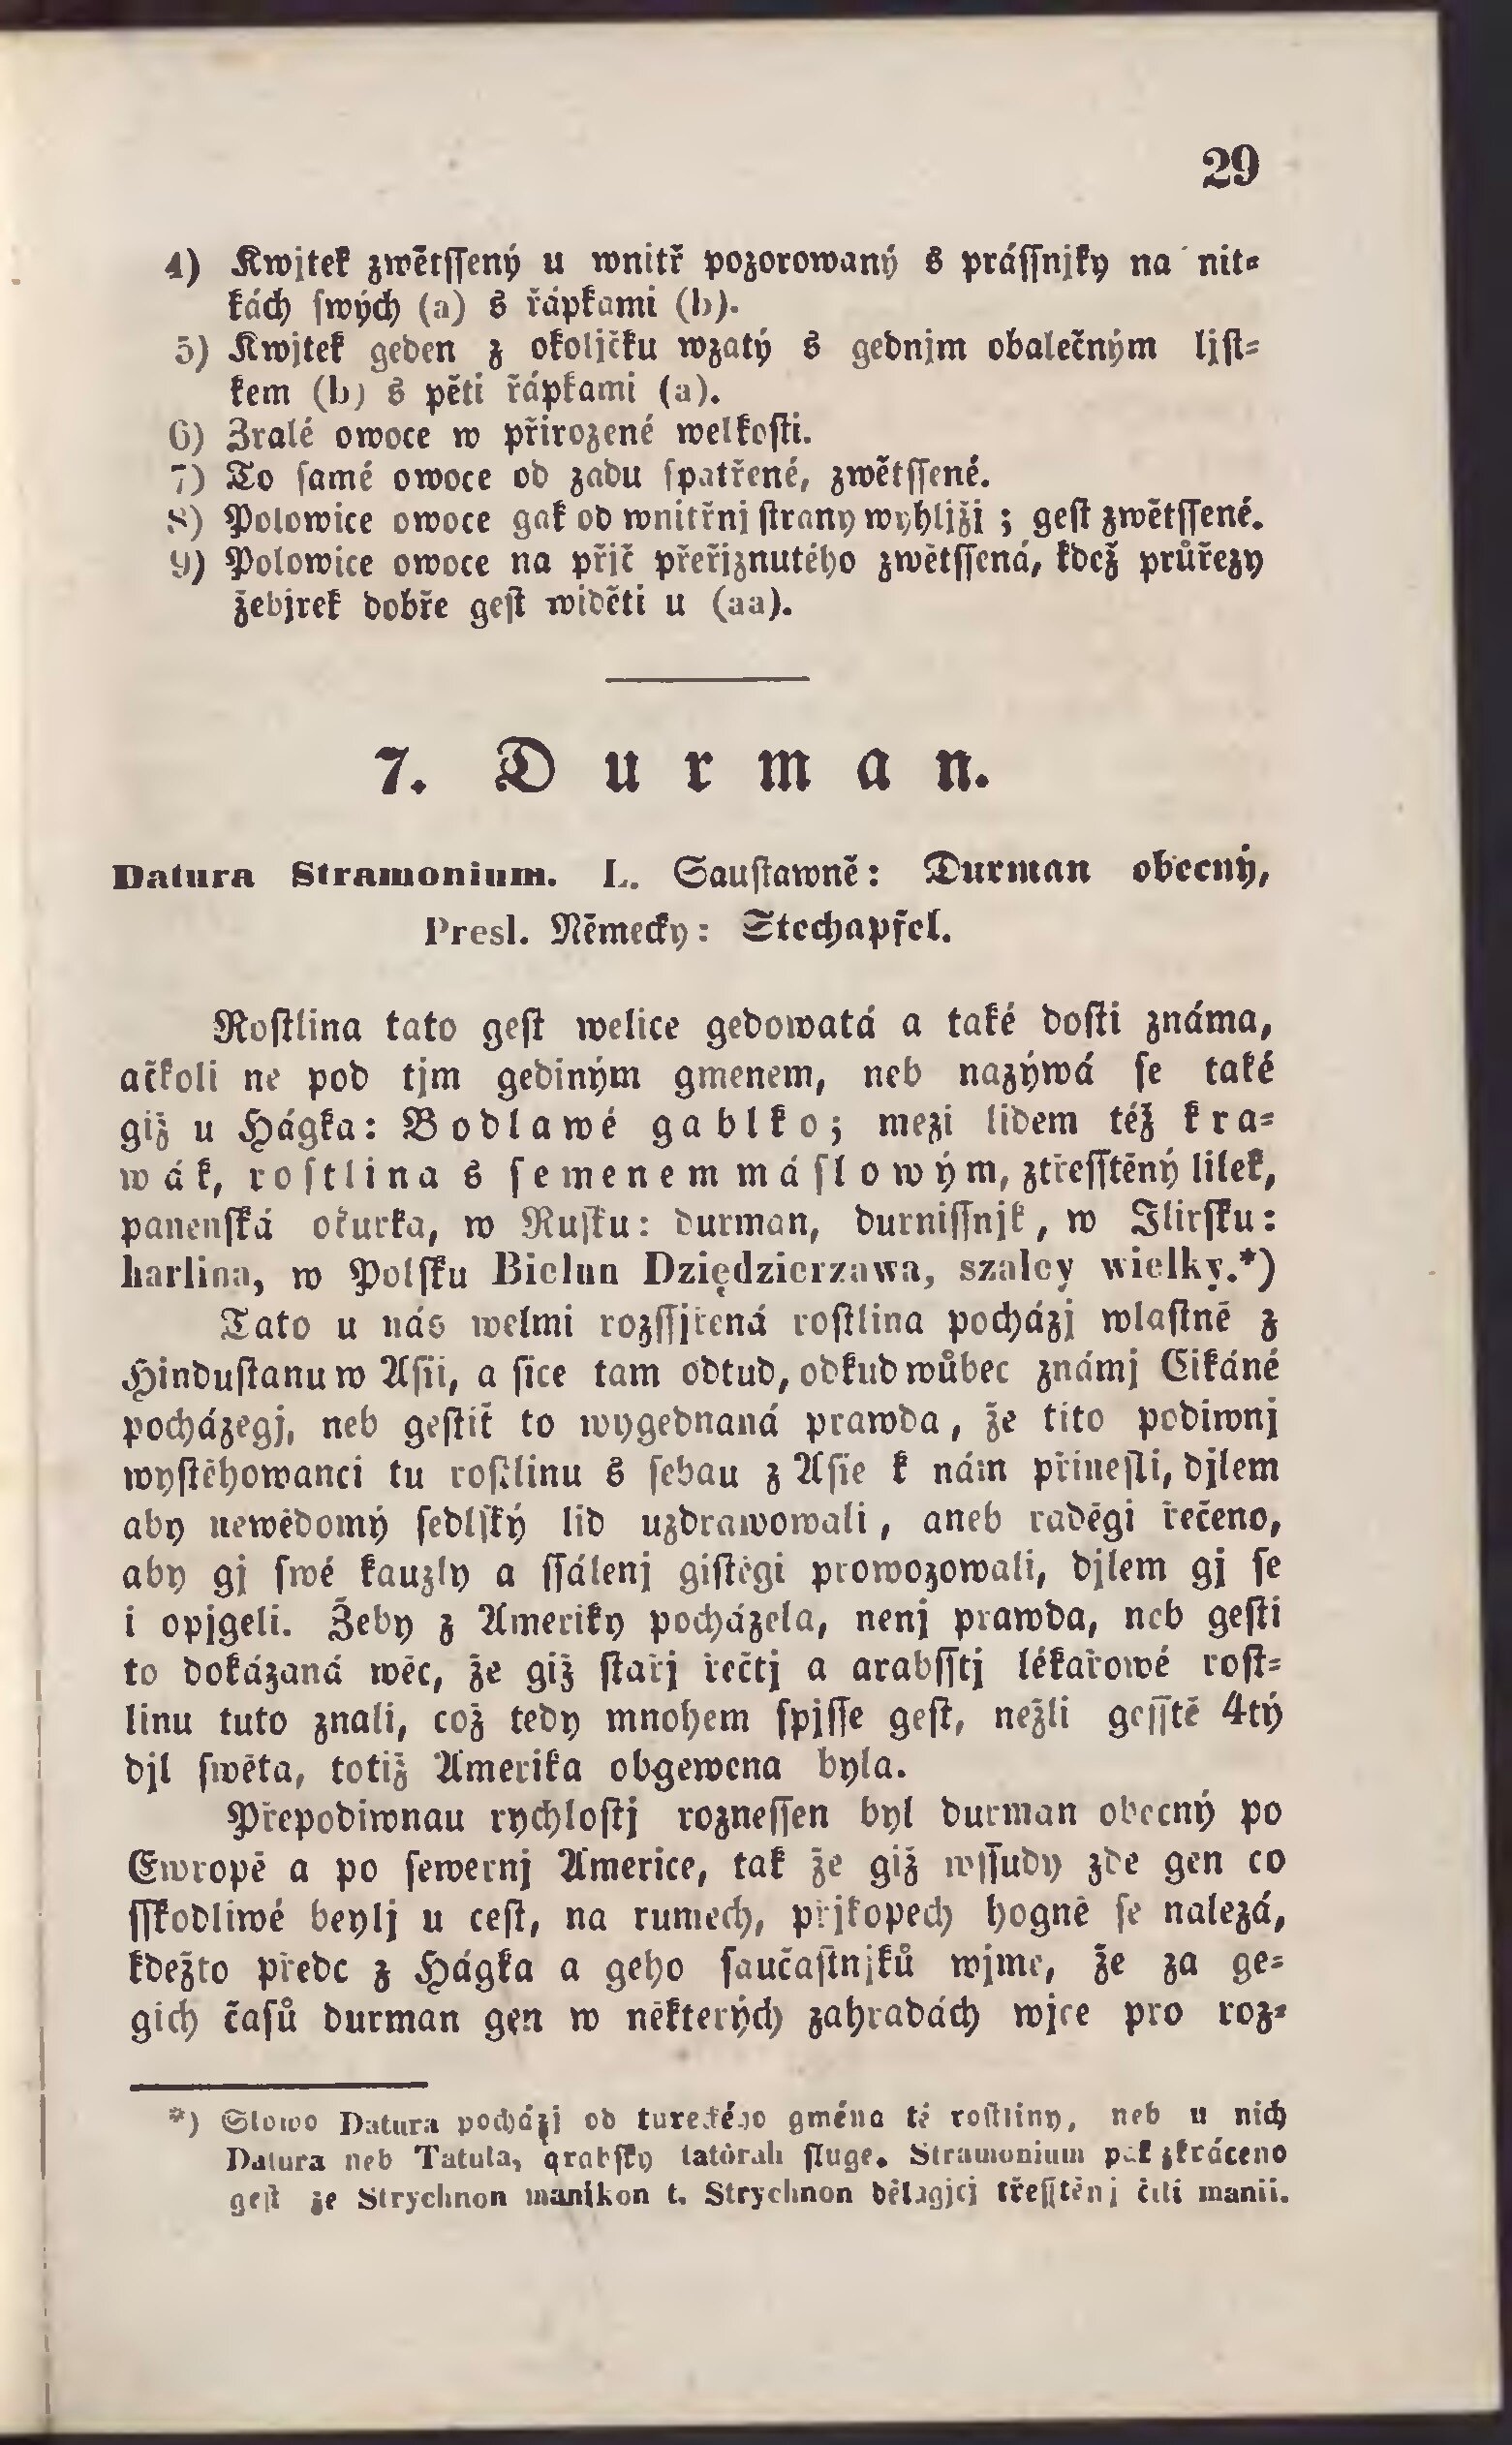 29
4) Kwjtek zwětſſený u wnitř pozorowaný s práſſnjky na nit-
kách ſwých (a) s řápkami (b).
5) Kwjtek geden z okoljčku wzatý s gednjm obalečným ljſt-
kem (b) s pěti řápkami (a).
6) Zralé owoce w přirozené welkoſti.
7) To ſamé owoce od zadu ſpatřené, zwětſſené.
8) Polowice owoce gak od wnitřnj ſtrany wyhljži; geſt zwětſſené.
9) Polowice owoce na přjč přeřiznutého zwětſſená, kdež průřezy
žebjrek dobře geſt widěti u (aa).
7. Durman.
Datura Stramonium. L. Sauſtawně: Durman obecný,
Presl. Německy: Stechapfel.
Roſtlina tato geſt welice gedowatá a také doſti známa,
ačkoli ne pod tjm gediným gmenem, neb nazýwá ſe také
giž u Hágka: Bodlawé gablko; mezi lidem též kra-
wák, roſtlina s ſemenem máſlowým, ztřeſſtěný lilek,
panenſká okurka, w Ruſku: durman, durniſſnjk, w Ilirſku:
harlina, w Polſku Bielun Dziędzierzawa, szaley wielky.*)
Tato u nás welmi rozſſjřená roſtlina pocházj wlaſtně z
Hinduſtanu w Aſii, a ſice tam odtud, odkud wůbec známj Cikáné
pocházegj, neb geſtiť to wygednaná prawda, že tito podiwnj
wyſtěhowanci tu roſtlinu s ſebau z Aſie k nám přineſli, djlem
aby newědomý ſedlſký lid uzdrawowali, aneb raděgi řečeno,
aby gj ſwé kauzly a ſſálenj giſtěgi prowozowali, djlem gj ſe
i opjgeli. Žeby z Ameriky pocházela, nenj prawda, neb geſti
to dokázaná wěc, že giž ſtařj řečtj a arabſſtj lékařowé roſt-
linu tuto znali, což tedy mnohem ſpjſſe geſt, nežli geſſtě 4tý
djl ſwěta, totiž Amerika obgewena byla.
Přepodiwnau rychloſtj rozneſſen byl durman obecný po
Ewropě a po ſewernj Americe, tak že giž wſſudy zde gen co
ſſkodliwé beylj u ceſt, na rumech, přjkopech hogně ſe nalezá,
kdežto předc z Hágka a geho ſaučaſtnjků wjme, že za ge-
gich čaſů durman gen w některých zahradách wjce pro roz-
*) Slowo Datura pocházj od tureckého gména té roſtliny, neb u nich
Datura neb Tatula, arabſky tatòrah ſluge. Stramonium pak zkráceno
geſt ze Strychnon manikon t. Strychnon dělagjcj třeſſtěnj čili manii.